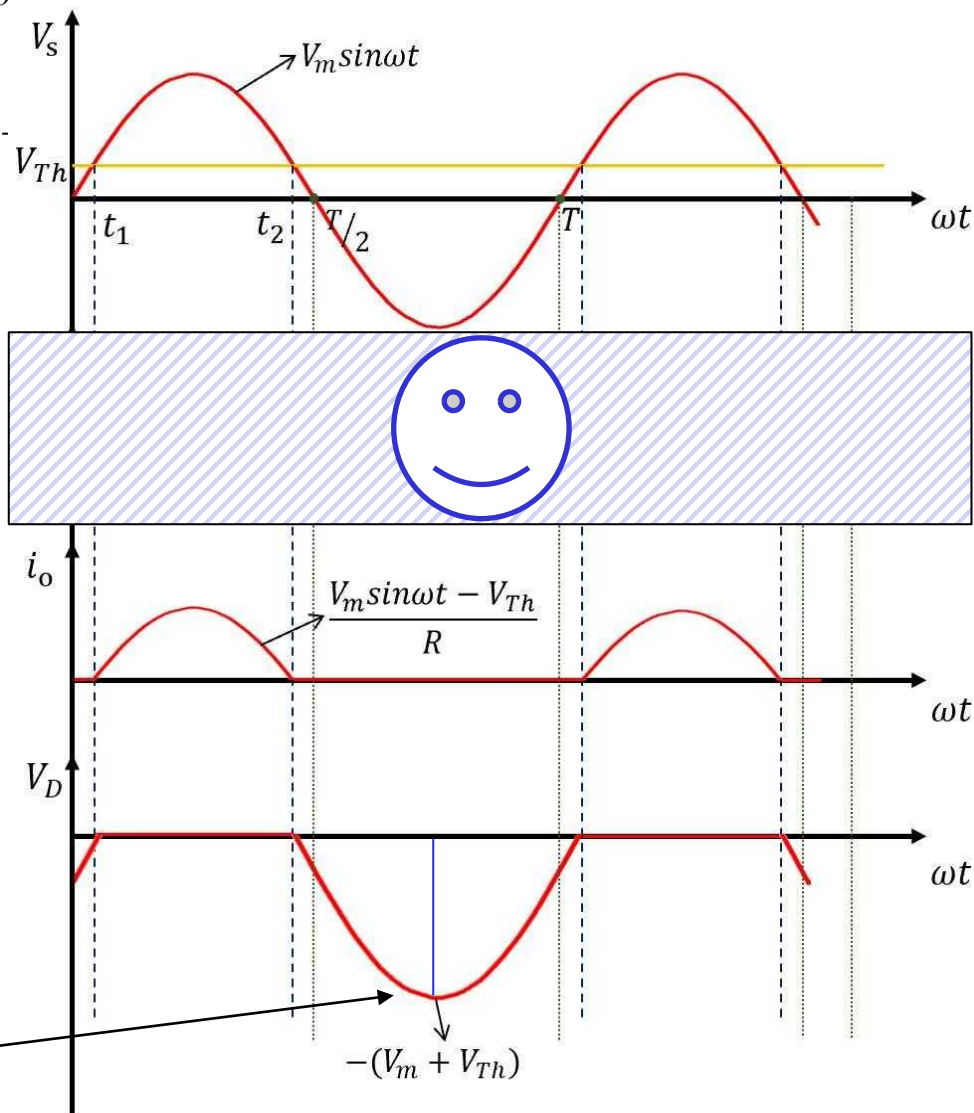 V_s
V_m sinωt
V_Th
t_1
t_2
T/2
T
ωt
i_o
V_m sinωt − V_Th
R
ωt
V_D
ωt
−(V_m + V_Th)